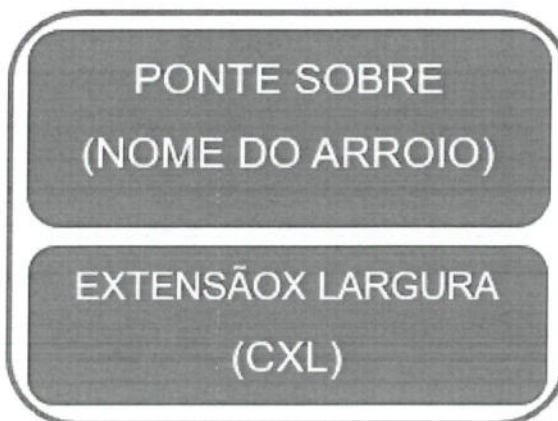 PONTE SOBRE
(NOME DO ARROIO)
EXTENSÃOX LARGURA
(CXL)